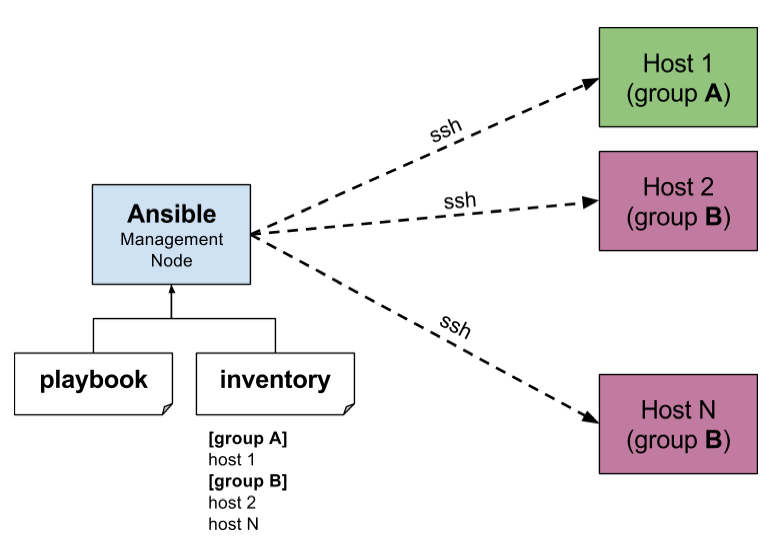 Host 1
(group A)
ssh
Host 2
(group B)
ssh
Ansible
Management
Node
ssh
playbook
inventory
Host N
(group B)
[group A]
host 1
[group B]
host 2
host N